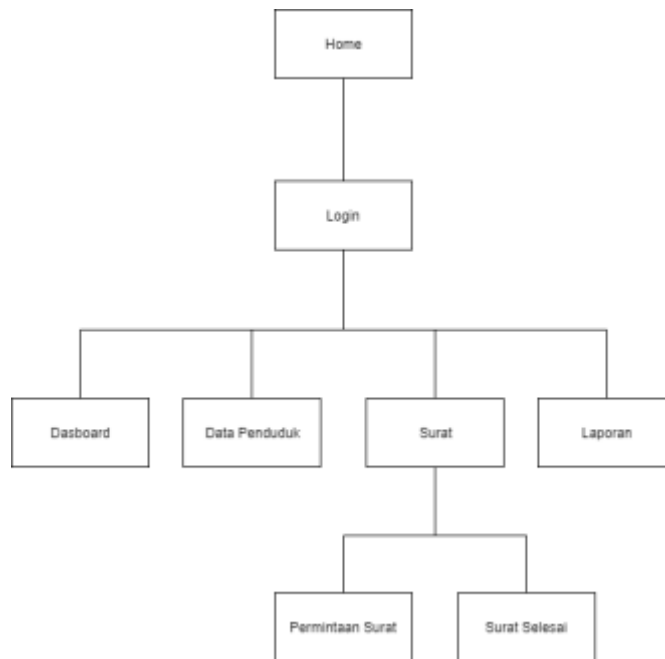 Home
Login
Dasboard
Data Penduduk
Surat
Laporan
Permintaan Surat
Surat Selesai